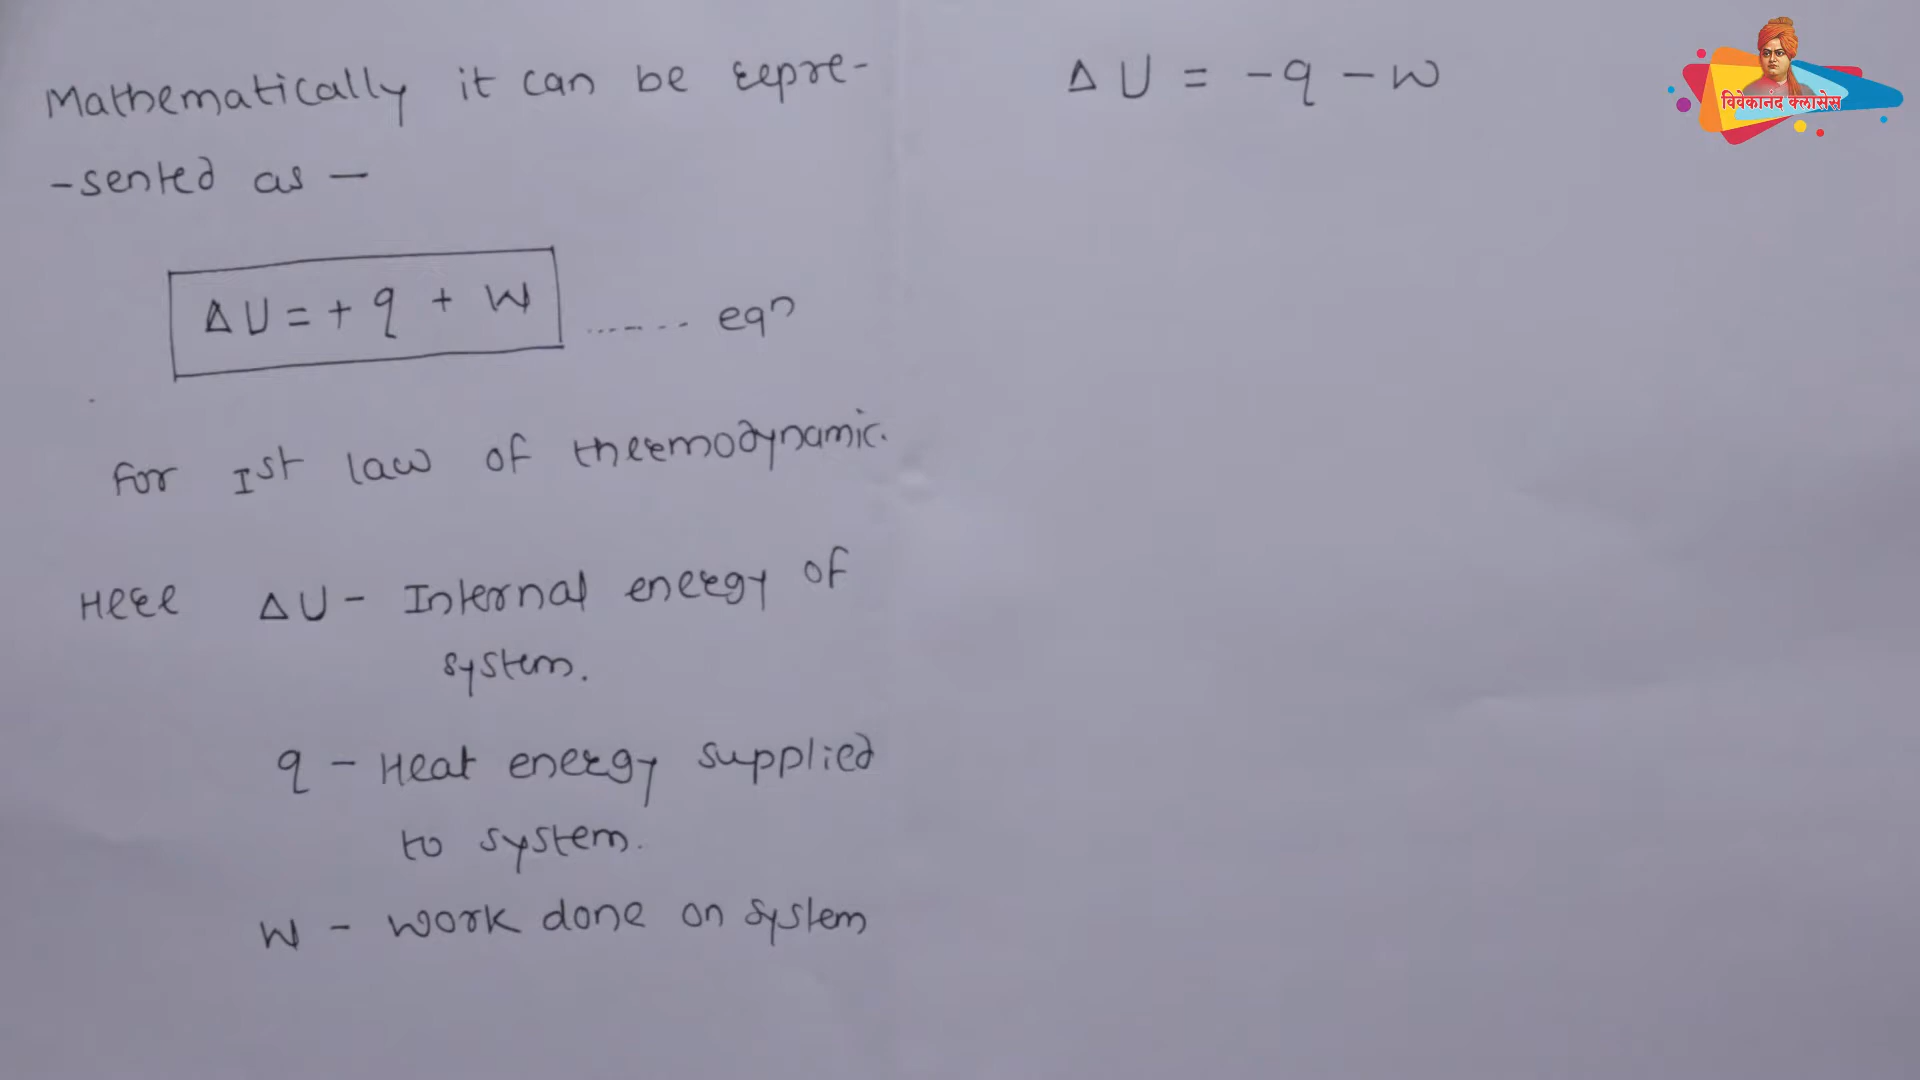 Mathematically it can be repre-
-sented as —
ΔU = + q + W ....... eqn
For Ist law of thermodynamic.
Here ΔU - Internal energy of
system.
q - Heat energy supplied
to system.
W - Work done on system
ΔU = -q - W
विवेकानंद क्लासेस